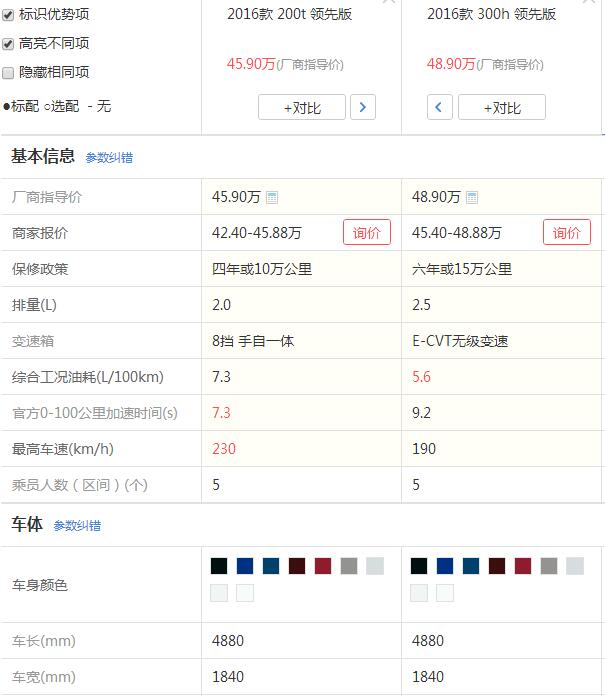 标识优势项 2016款 200t 领先版 2016款 300h 领先版
高亮不同项
45.90万(厂商指导价) 48.90万(厂商指导价)
隐藏相同项
●标配 ○选配 - 无 +对比 > < +对比
基本信息 参数纠错
厂商指导价 45.90万 48.90万
商家报价 42.40-45.88万 询价 45.40-48.88万 询价
保修政策 四年或10万公里 六年或15万公里
排量(L) 2.0 2.5
变速箱 8挡 手自一体 E-CVT无级变速
综合工况油耗(L/100km) 7.3 5.6
官方0-100公里加速时间(s) 7.3 9.2
最高车速(km/h) 230 190
乘员人数（区间）(个) 5 5
车体 参数纠错
车身颜色
车长(mm) 4880 4880
车宽(mm) 1840 1840